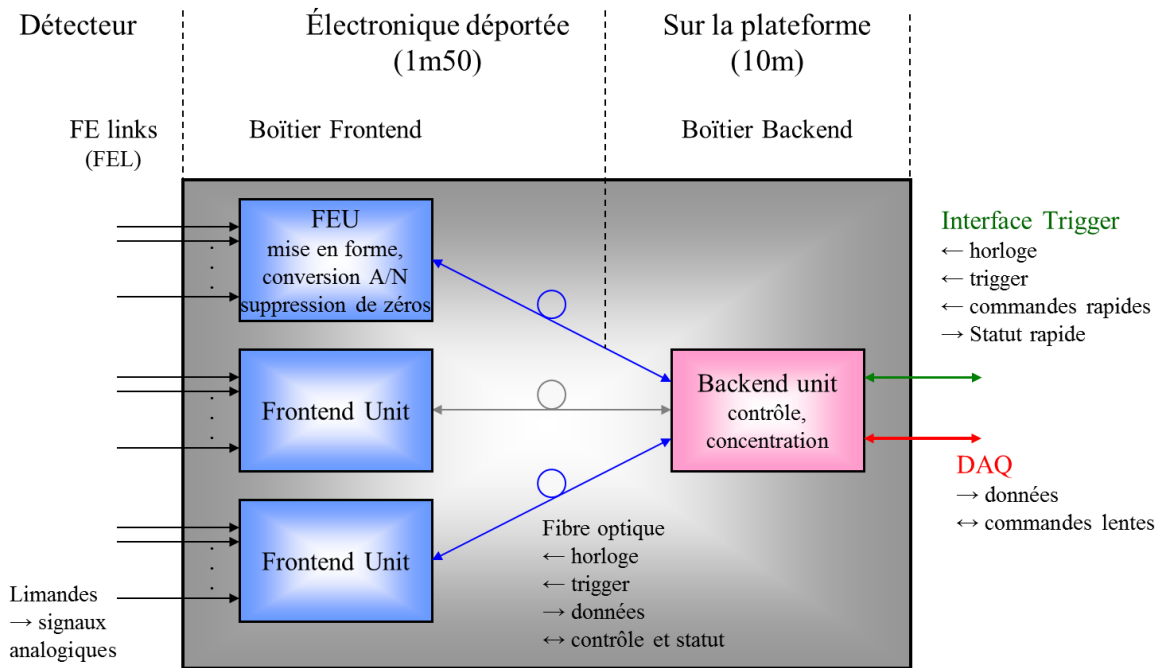 Détecteur
Électronique déportée
(1m50)
Sur la plateforme
(10m)
FE links
(FEL)
Boïtier Frontend
Boïtier Backend
FEU
mise en forme,
conversion A/N
suppression de zéros
Frontend Unit
Frontend Unit
Backend unit
contrôle,
concentration
Interface Trigger
← horloge
← trigger
← commandes rapides
→ Statut rapide
DAQ
→ données
↔ commandes lentes
Fibre optique
← horloge
← trigger
→ données
↔ contrôle et statut
Limandes
→ signaux
analogiques